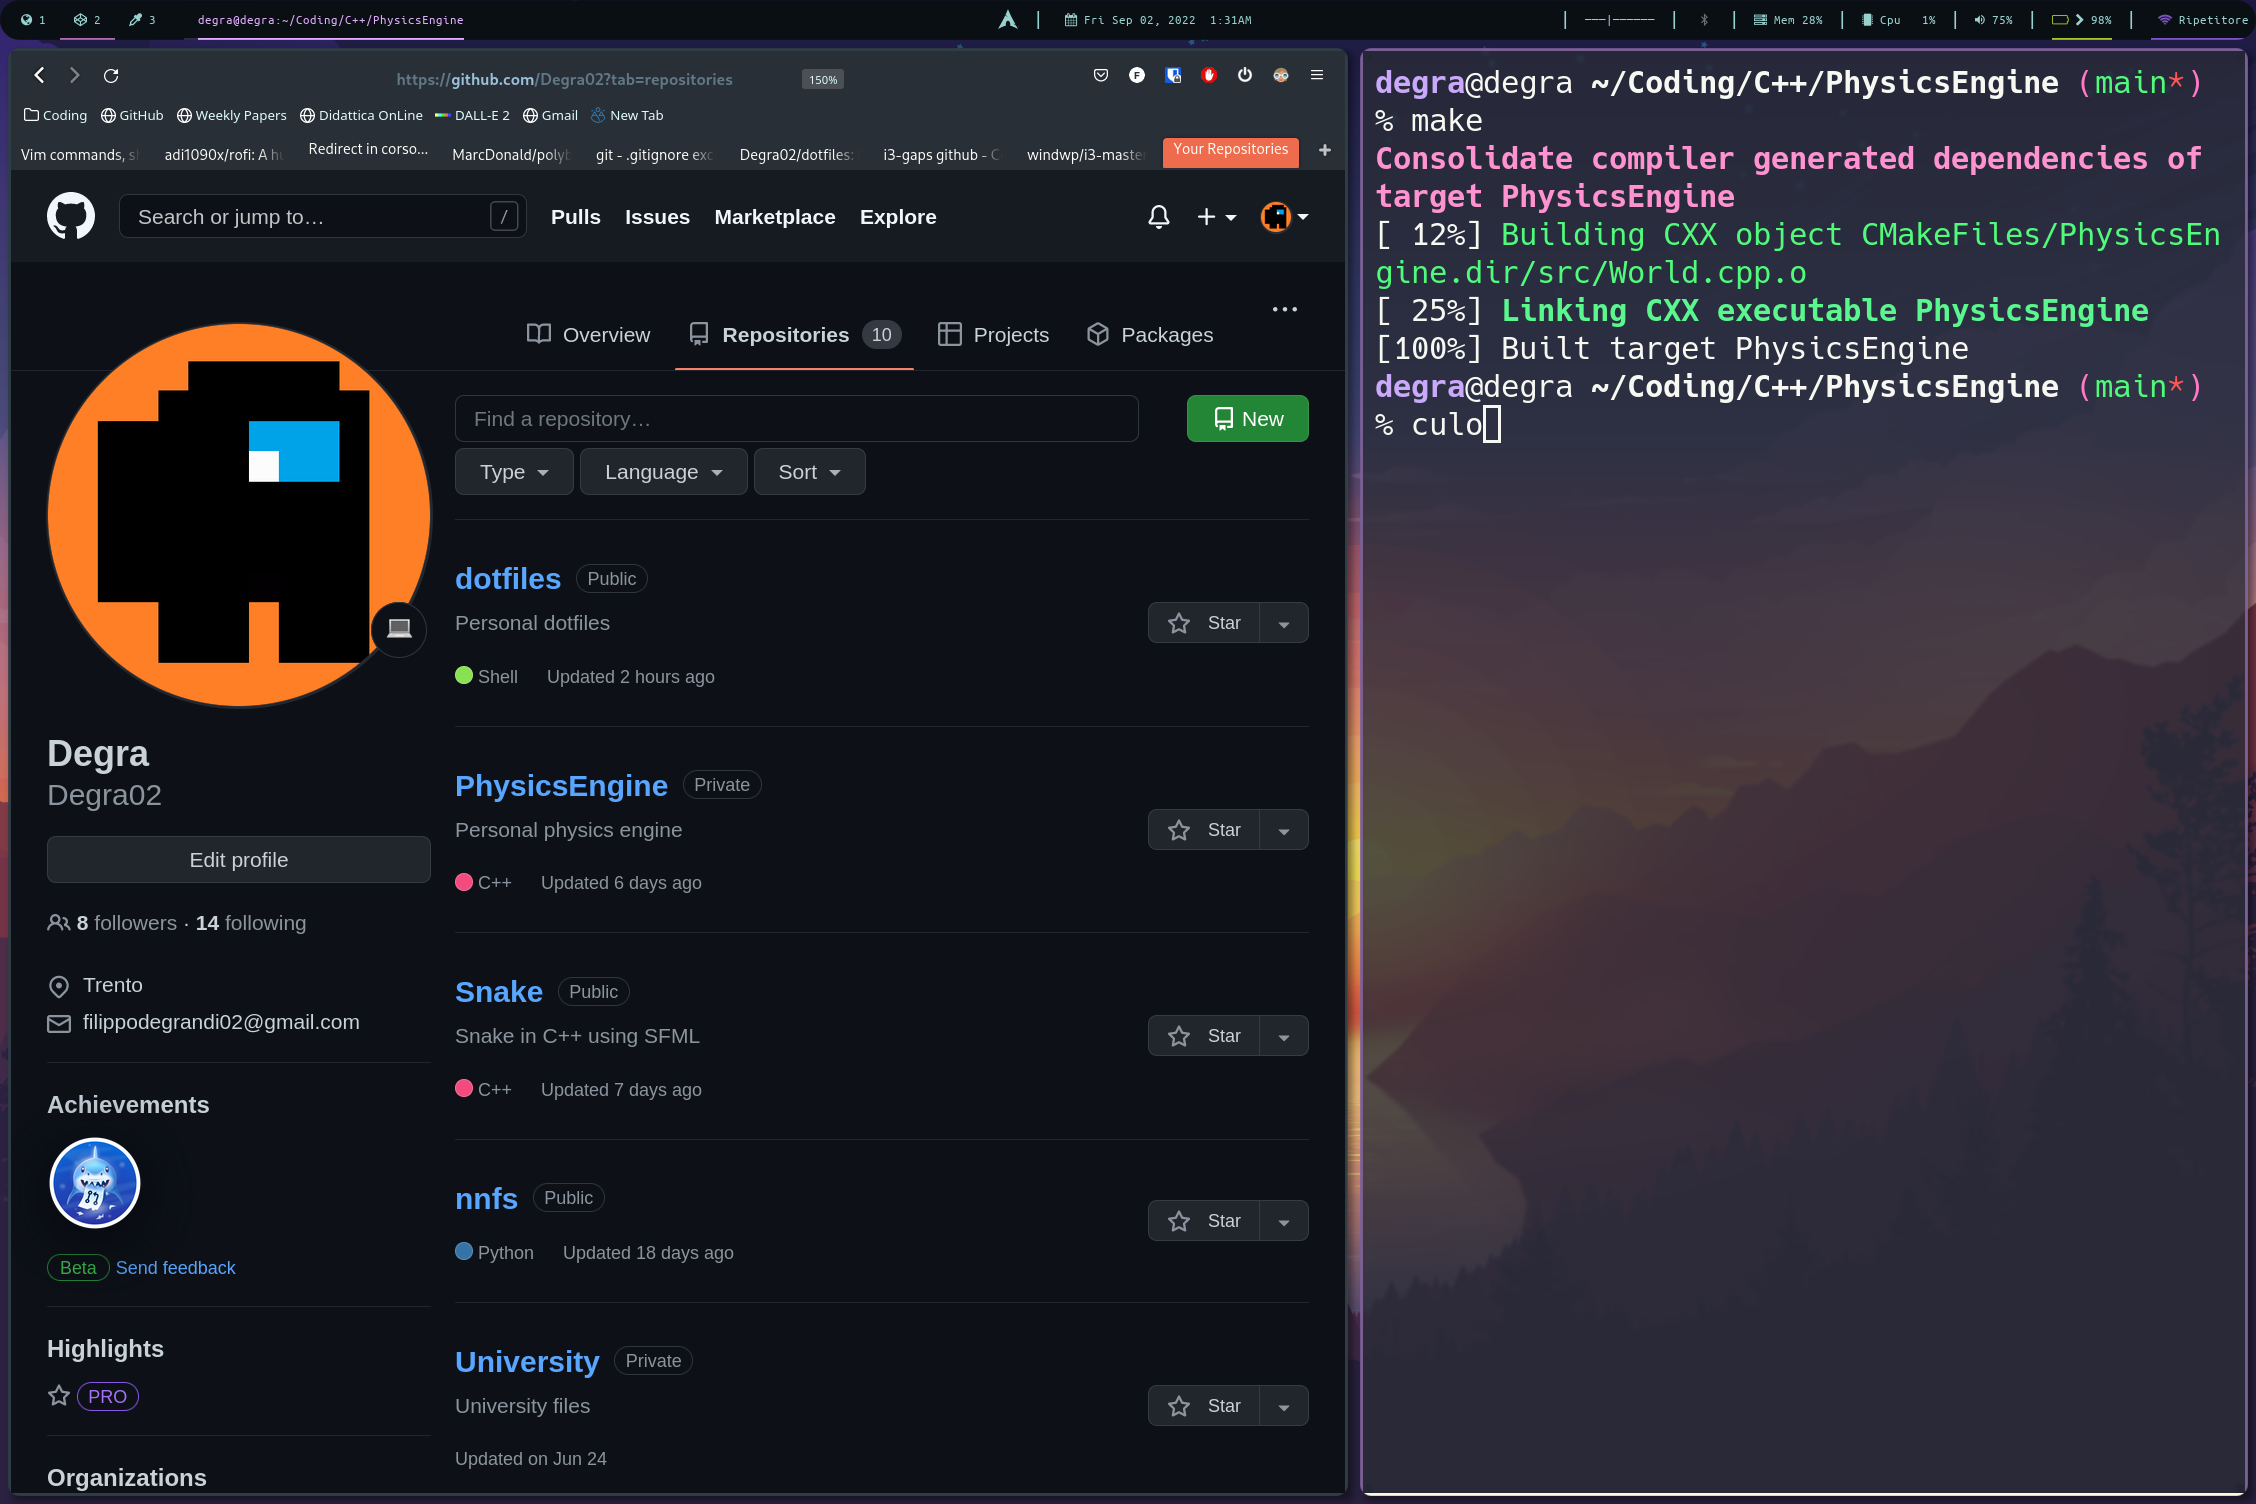 1 2 3 degra@degra:~/Coding/C++/PhysicsEngine Fri Sep 02, 2022 1:31AM Mem 28% Cpu 1% 75% 98% Ripetitore
https://github.com/Degra02?tab=repositories 150%
Coding GitHub Weekly Papers Didattica OnLine DALL-E 2 Gmail New Tab
Vim commands, s adi1090x/rofi: A hu Redirect in corso... MarcDonald/polyb git - .gitignore exc Degra02/dotfiles: i3-gaps github - C windwp/i3-maste Your Repositories
Search or jump to… / Pulls Issues Marketplace Explore
Overview Repositories 10 Projects Packages
Find a repository… New
Type Language Sort
dotfiles Public
Personal dotfiles
Star
Shell Updated 2 hours ago
PhysicsEngine Private
Personal physics engine
Star
C++ Updated 6 days ago
Snake Public
Snake in C++ using SFML
Star
C++ Updated 7 days ago
nnfs Public
Star
Python Updated 18 days ago
University Private
University files
Star
Updated on Jun 24
Degra
Degra02
Edit profile
8 followers · 14 following
Trento
filippodegrandi02@gmail.com
Achievements
Beta Send feedback
Highlights
PRO
Organizations
degra@degra ~/Coding/C++/PhysicsEngine (main*)
% make
Consolidate compiler generated dependencies of
target PhysicsEngine
[ 12%] Building CXX object CMakeFiles/PhysicsEn
gine.dir/src/World.cpp.o
[ 25%] Linking CXX executable PhysicsEngine
[100%] Built target PhysicsEngine
degra@degra ~/Coding/C++/PhysicsEngine (main*)
% culo